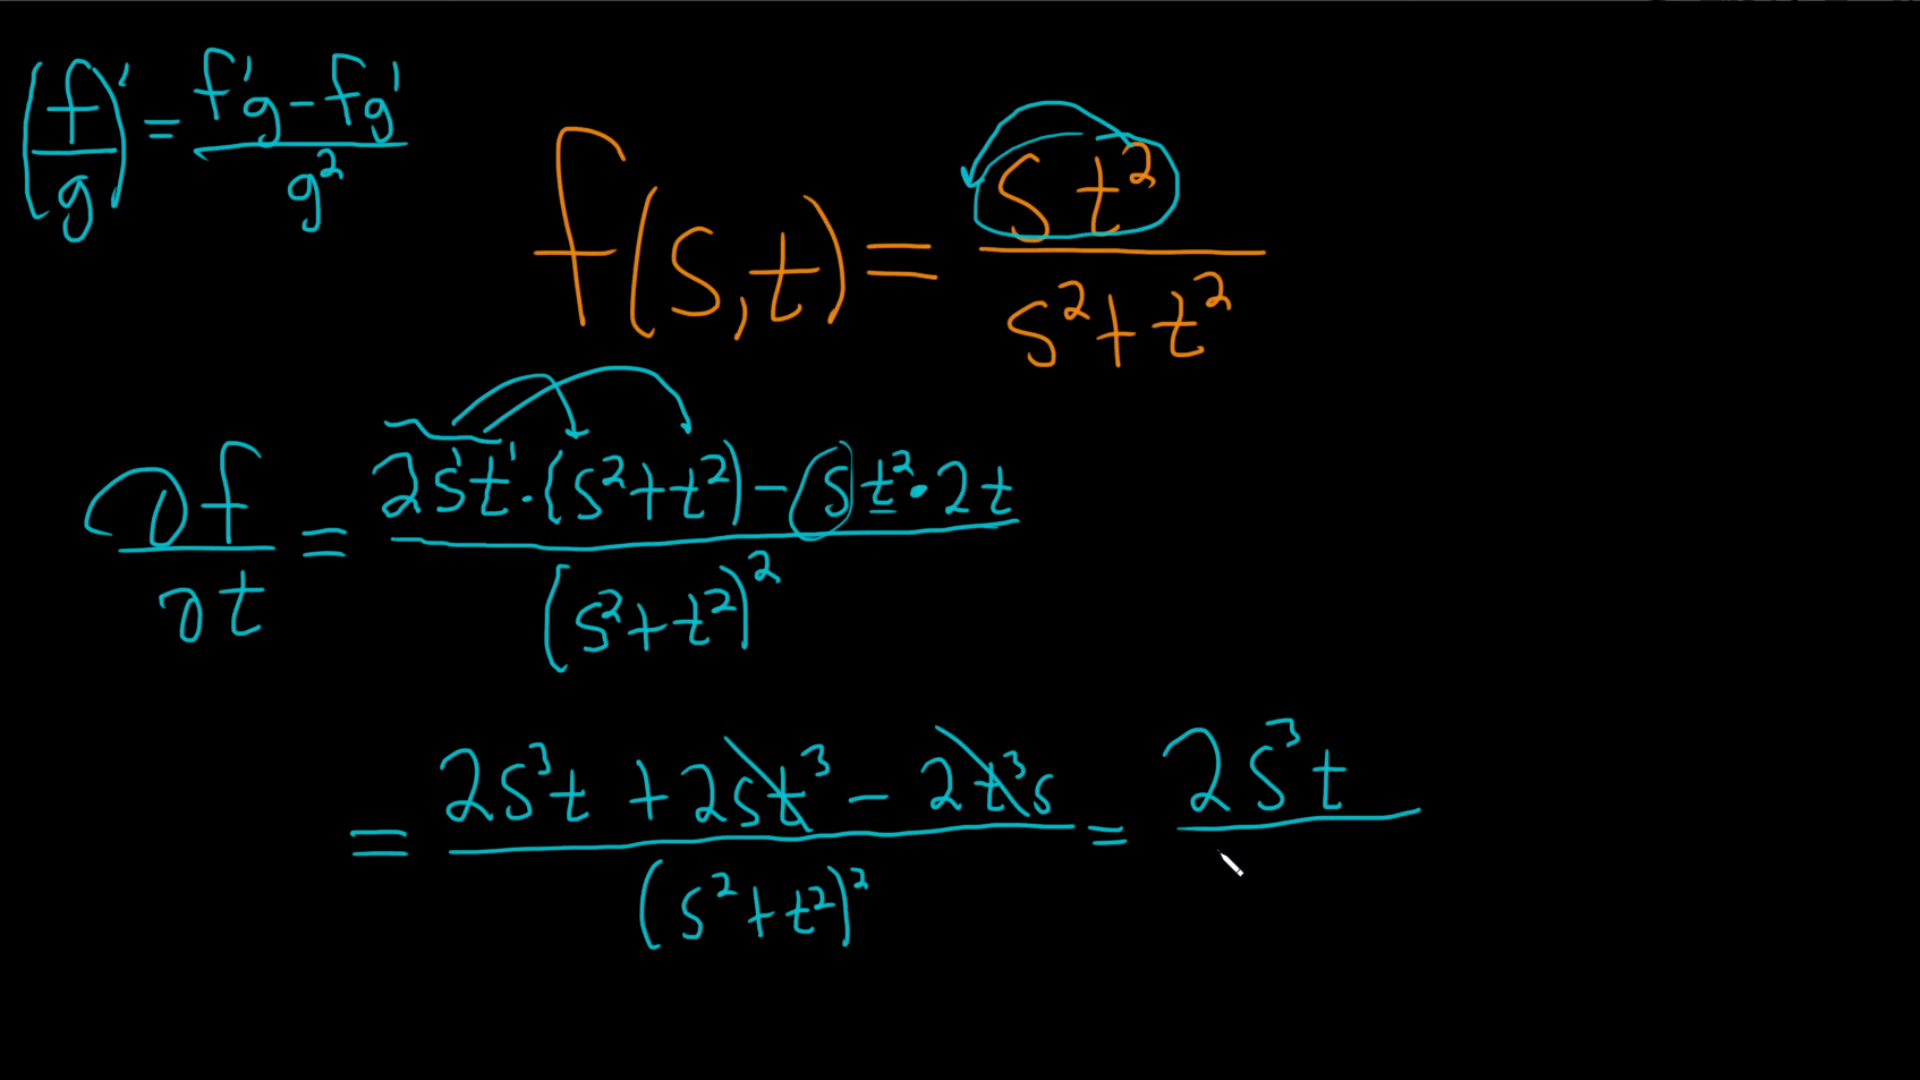 (f/g)' = (f'g - fg')/g²
f(s,t) = st²/(s²+t²)
∂f/∂t = (2s¹t¹·(s²+t²) - st²·2t)/(s²+t²)²
= (2s³t + 2st³ - 2t³s)/(s²+t²)² = 2s³t/